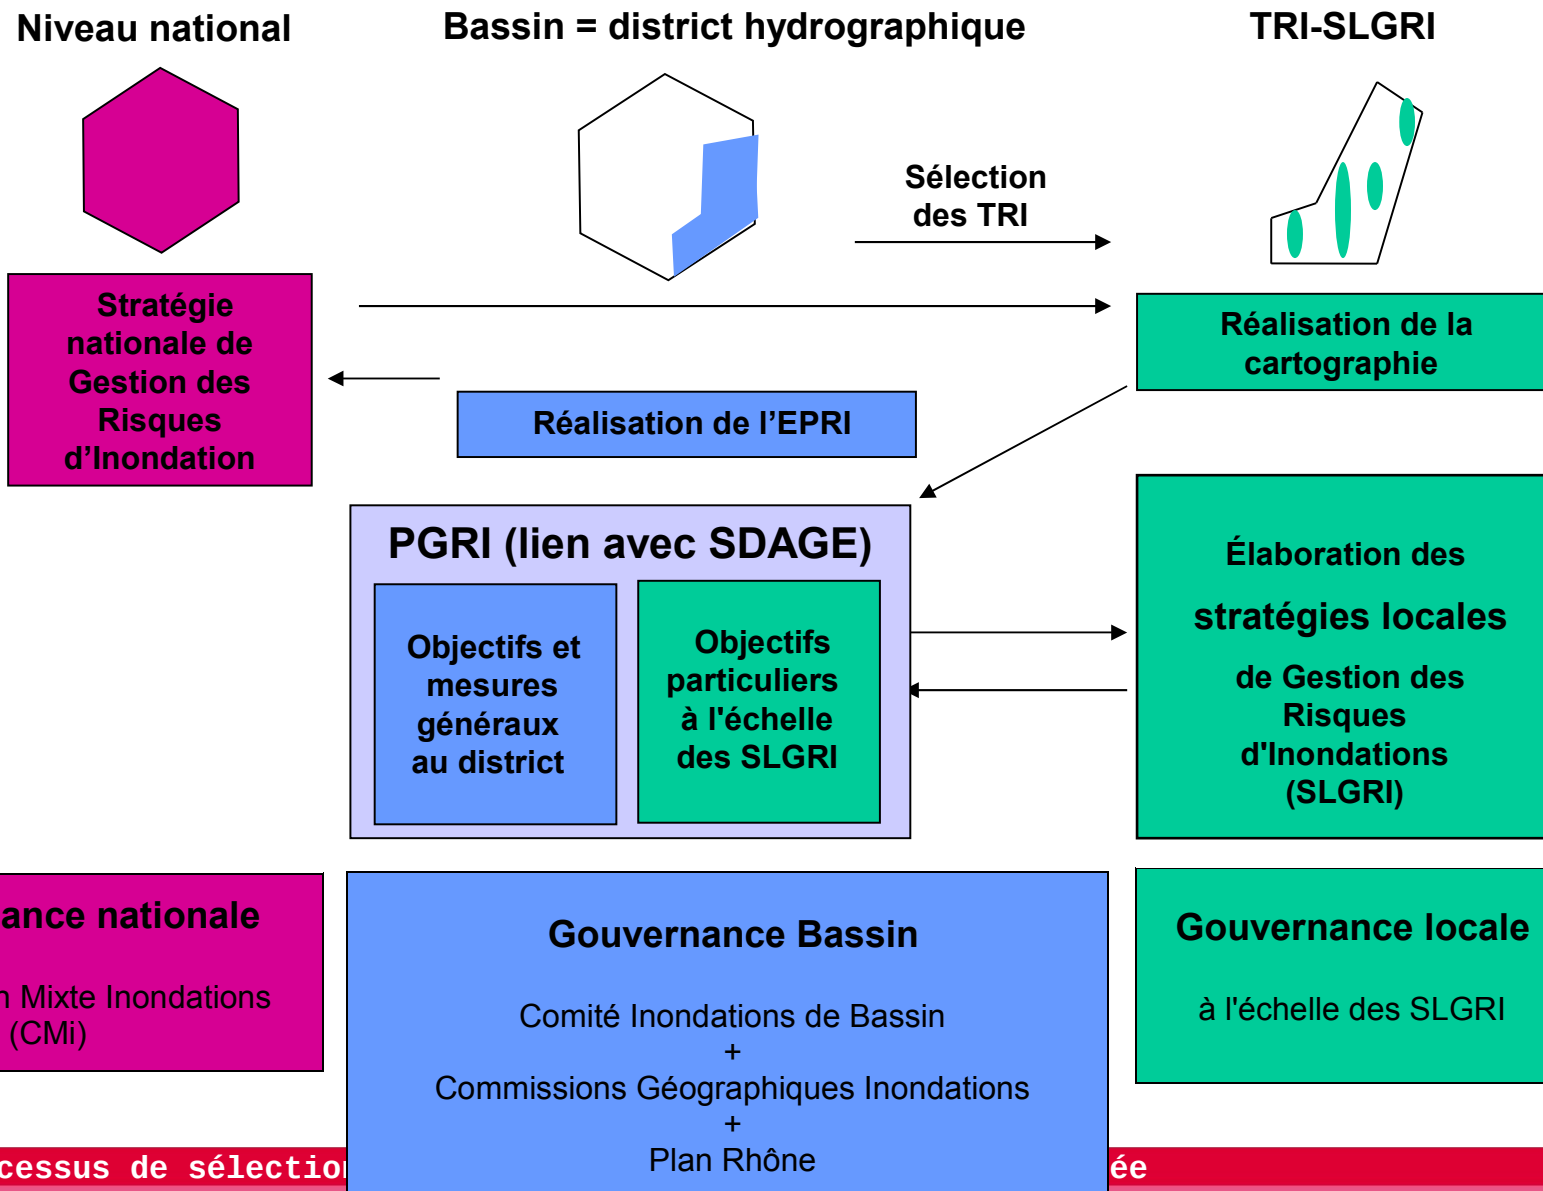 Niveau national
Bassin = district hydrographique
TRI-SLGRI
Sélection
des TRI
Stratégie
nationale de
Gestion des
Risques
d’Inondation
Réalisation de l’EPRI
Réalisation de la
cartographie
PGRI (lien avec SDAGE)
Objectifs et
mesures
généraux
au district
Objectifs
particuliers
à l'échelle
des SLGRI
Élaboration des
stratégies locales
de Gestion des
Risques
d'Inondations
(SLGRI)
ance nationale
n Mixte Inondations
(CMi)
Gouvernance Bassin
Comité Inondations de Bassin
+
Commissions Géographiques Inondations
+
Plan Rhône
Gouvernance locale
à l'échelle des SLGRI
cessus de sélection
ée